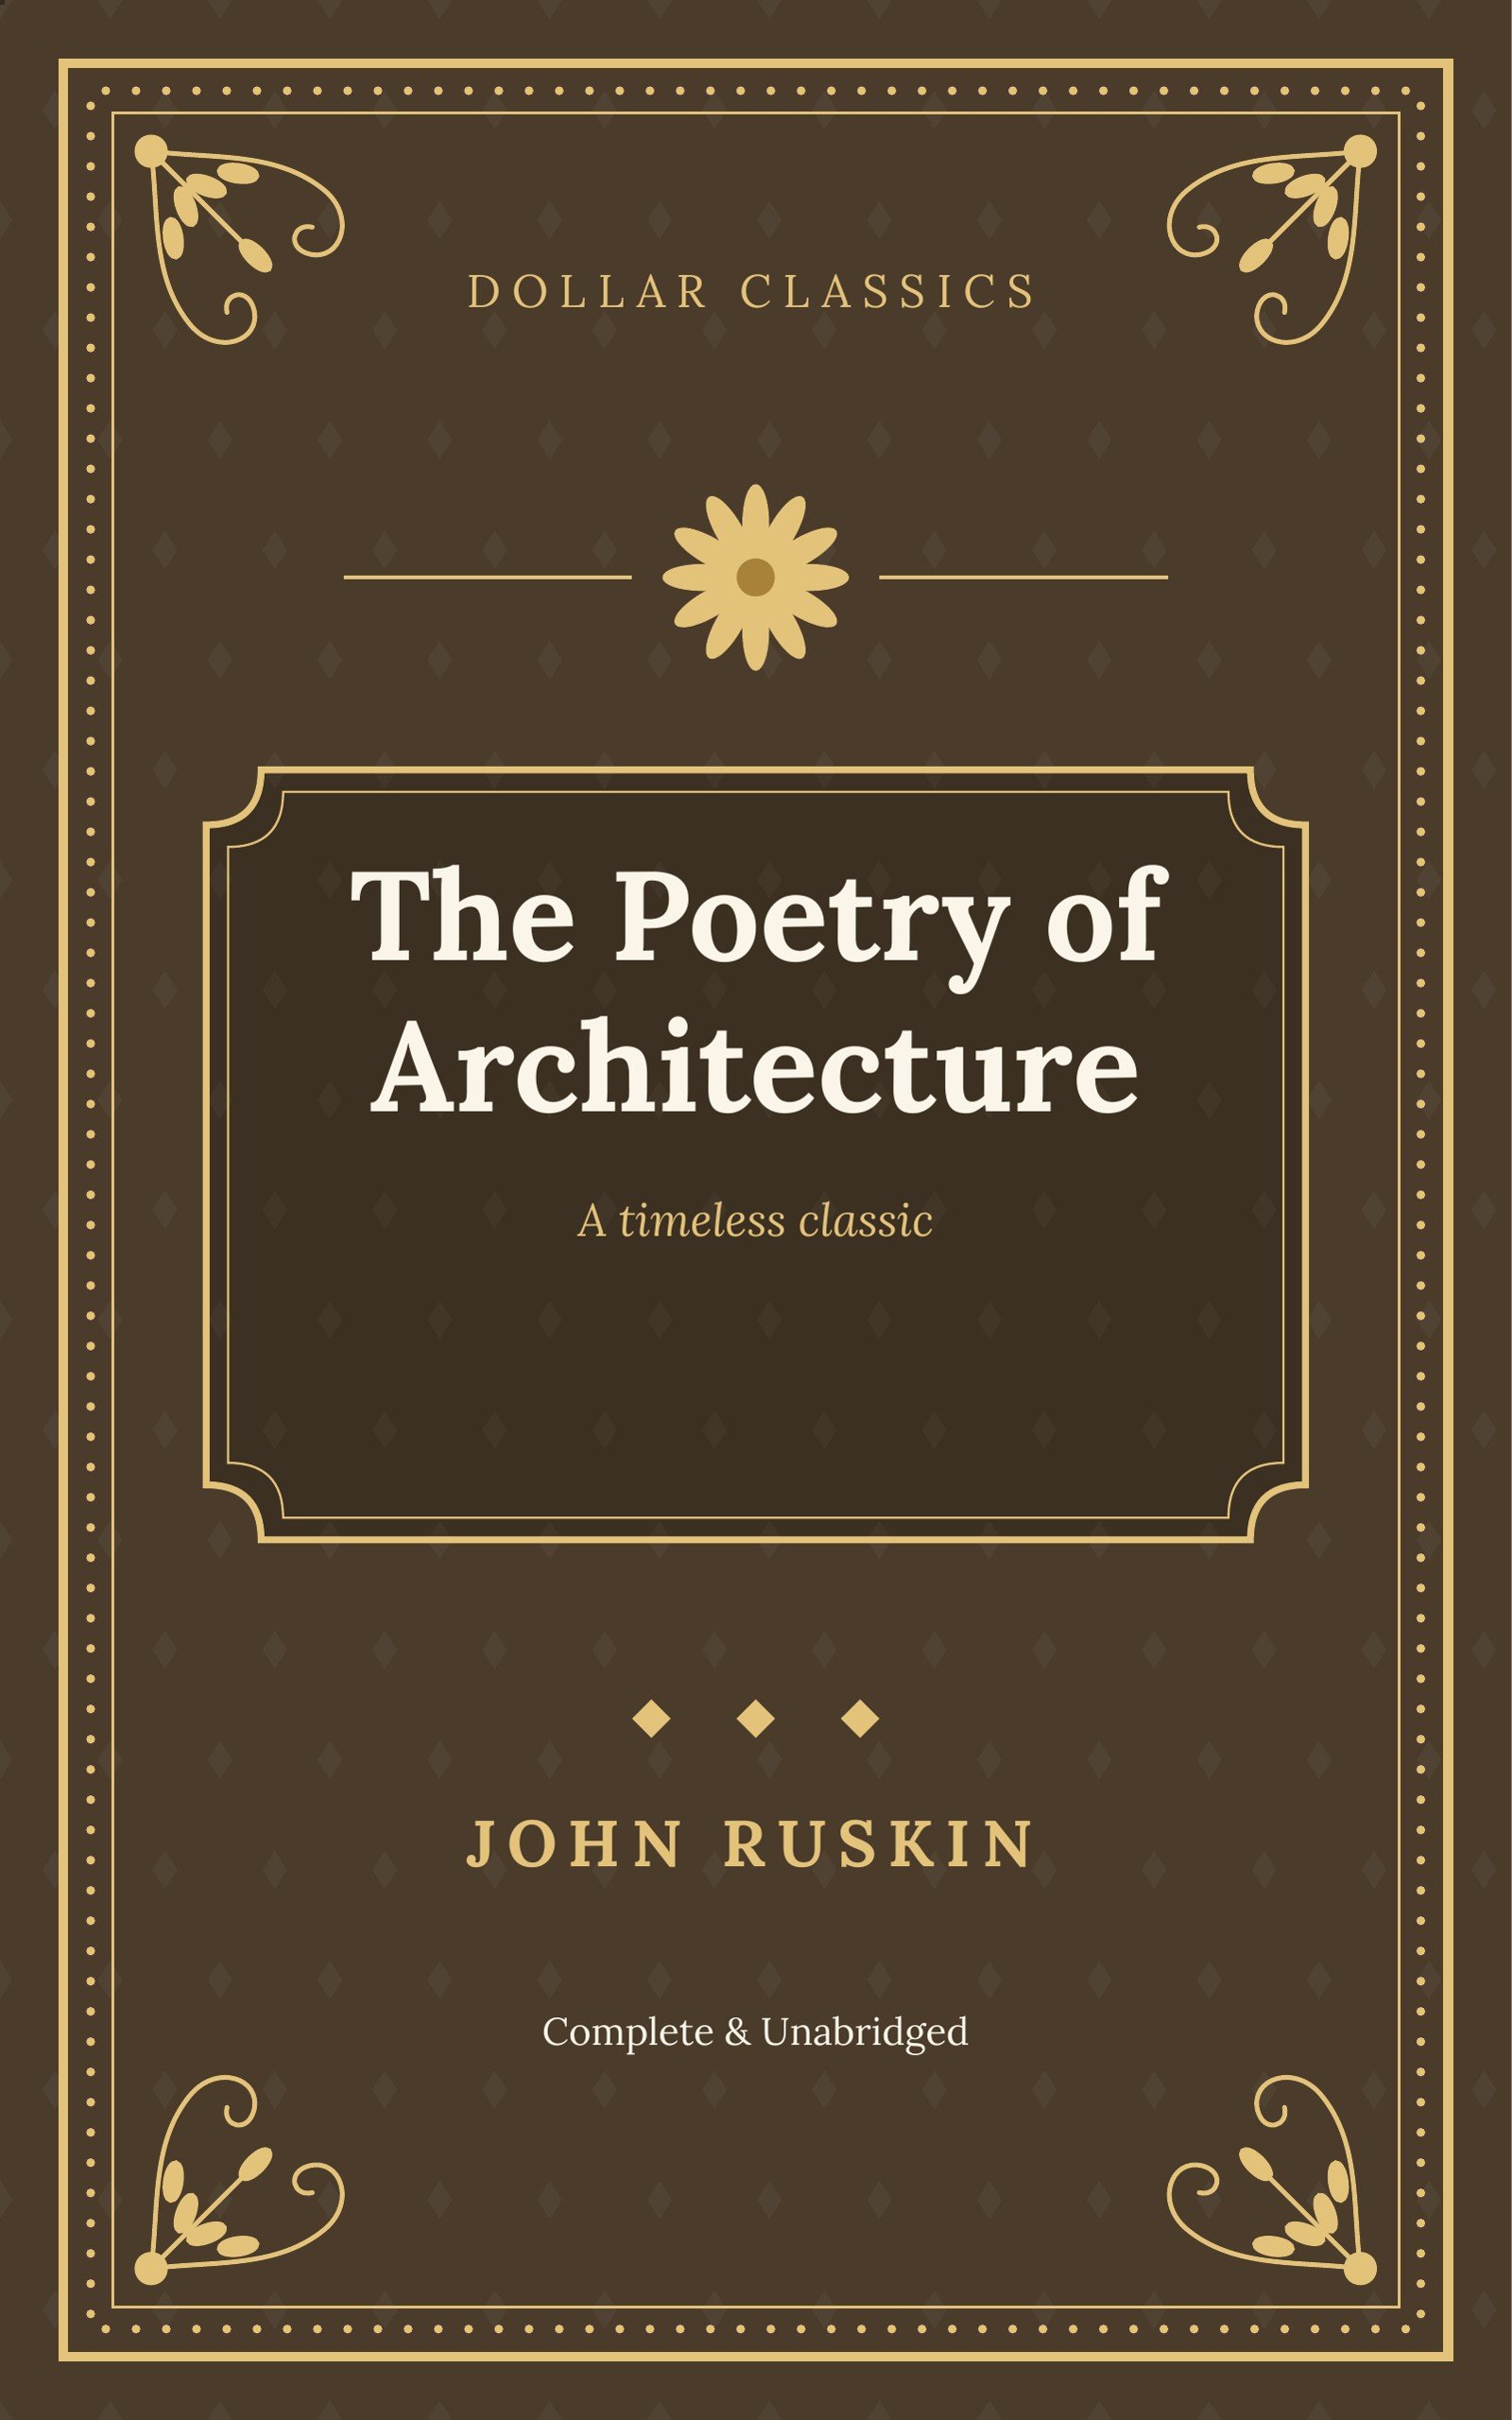 DOLLAR CLASSICS
The Poetry of
Architecture
A timeless classic
JOHN RUSKIN
Complete & Unabridged